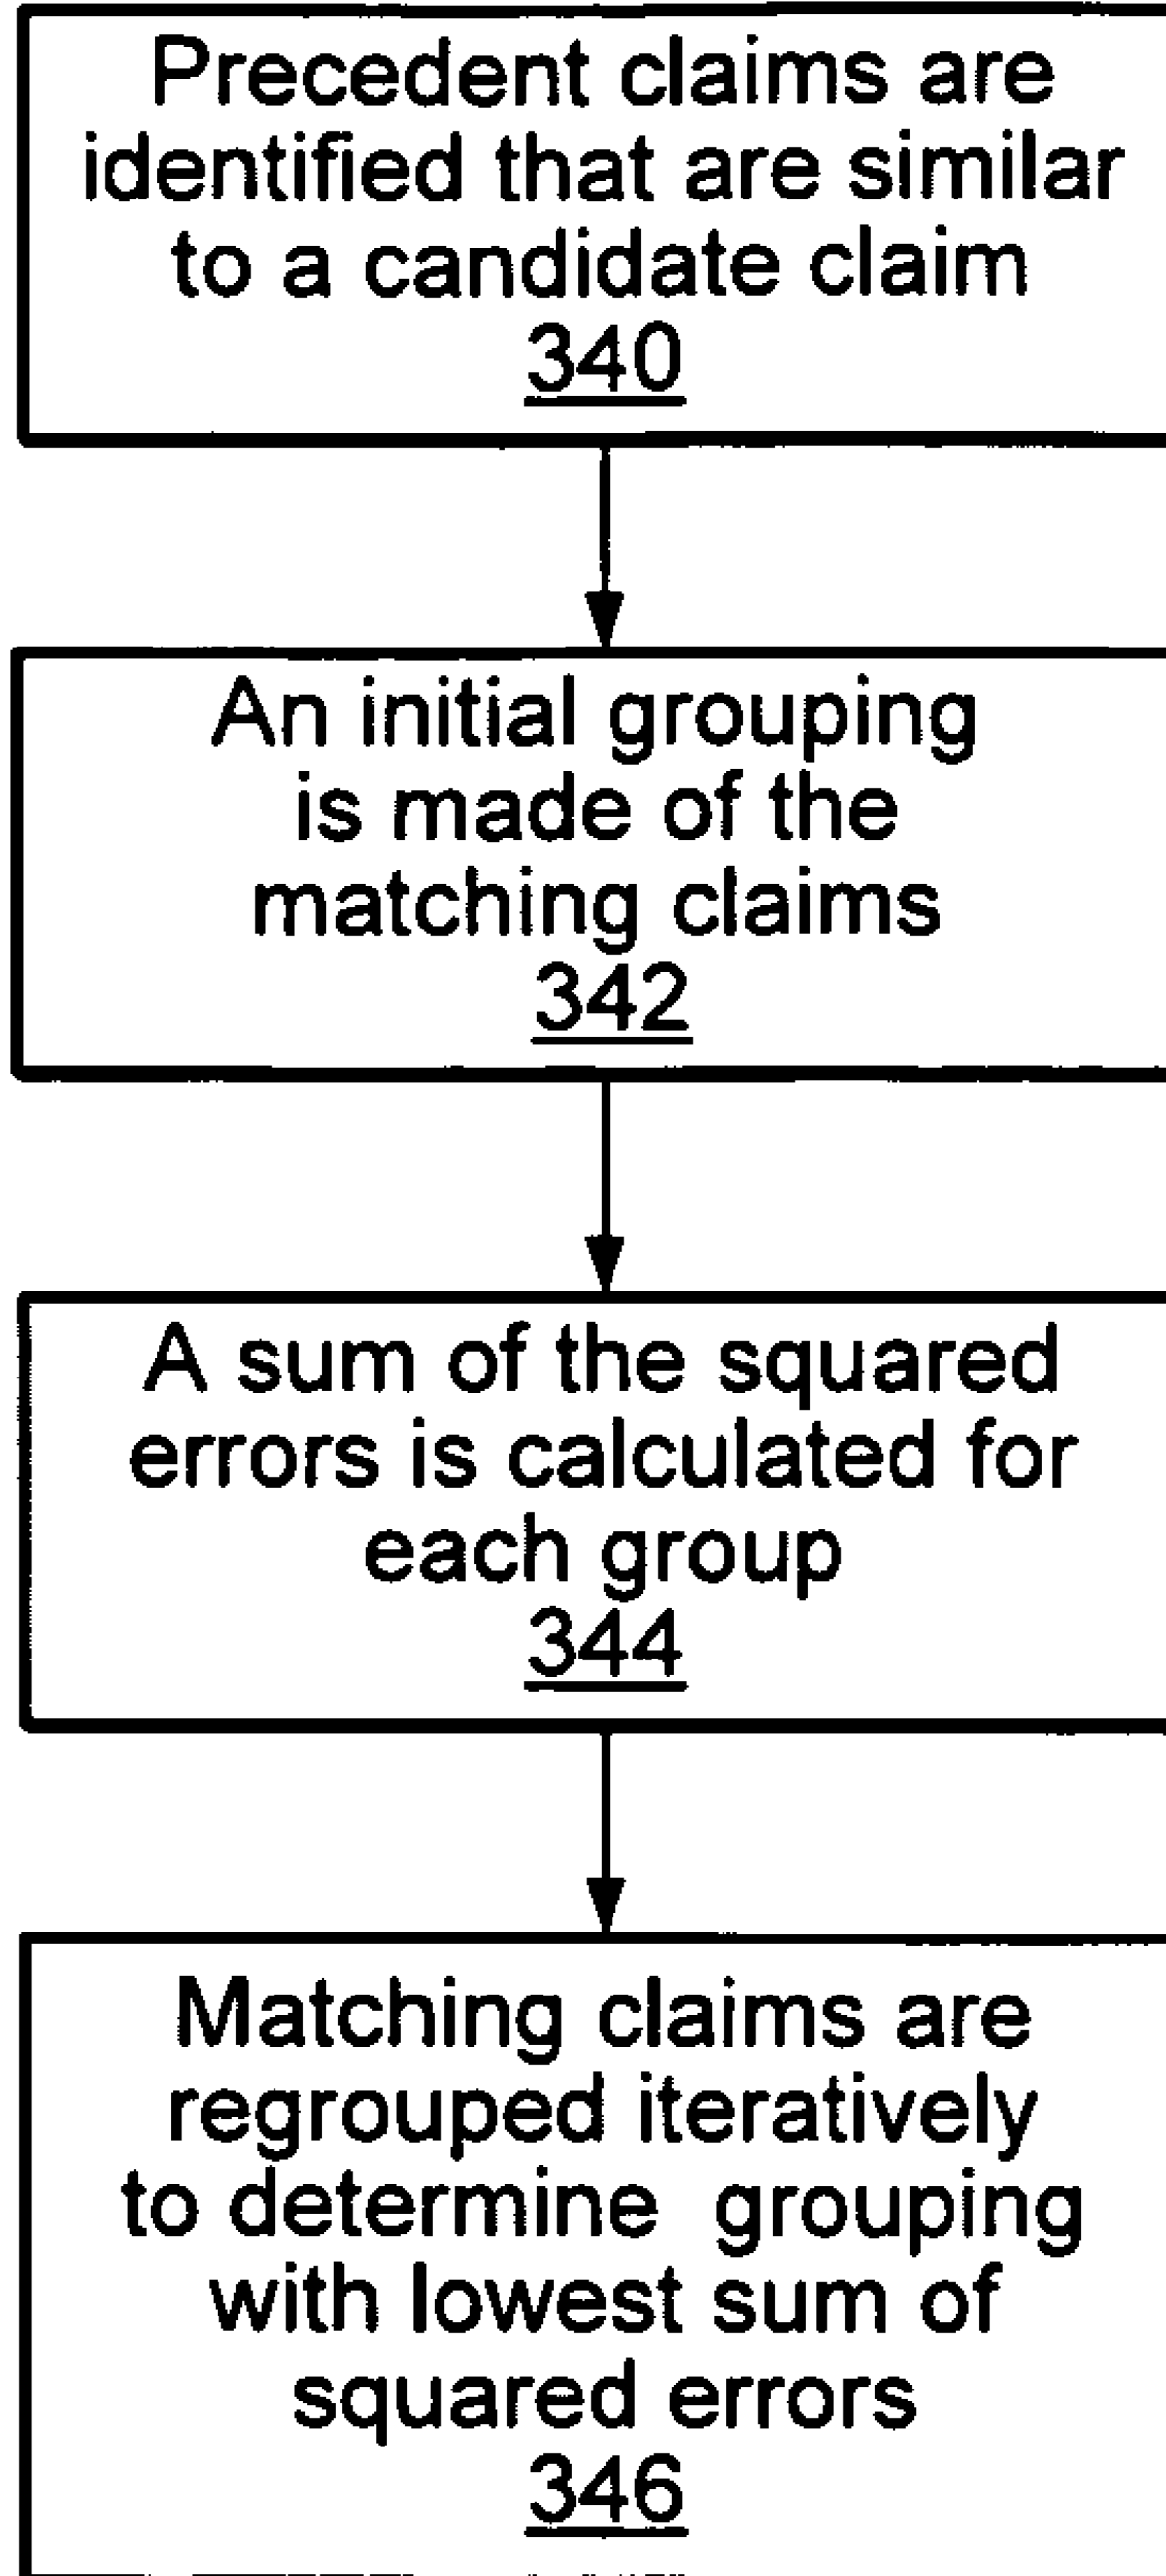 Precedent claims are
identified that are similar
to a candidate claim
340
An initial grouping
is made of the
matching claims
342
A sum of the squared
errors is calculated for
each group
344
Matching claims are
regrouped iteratively
to determine grouping
with lowest sum of
squared errors
346